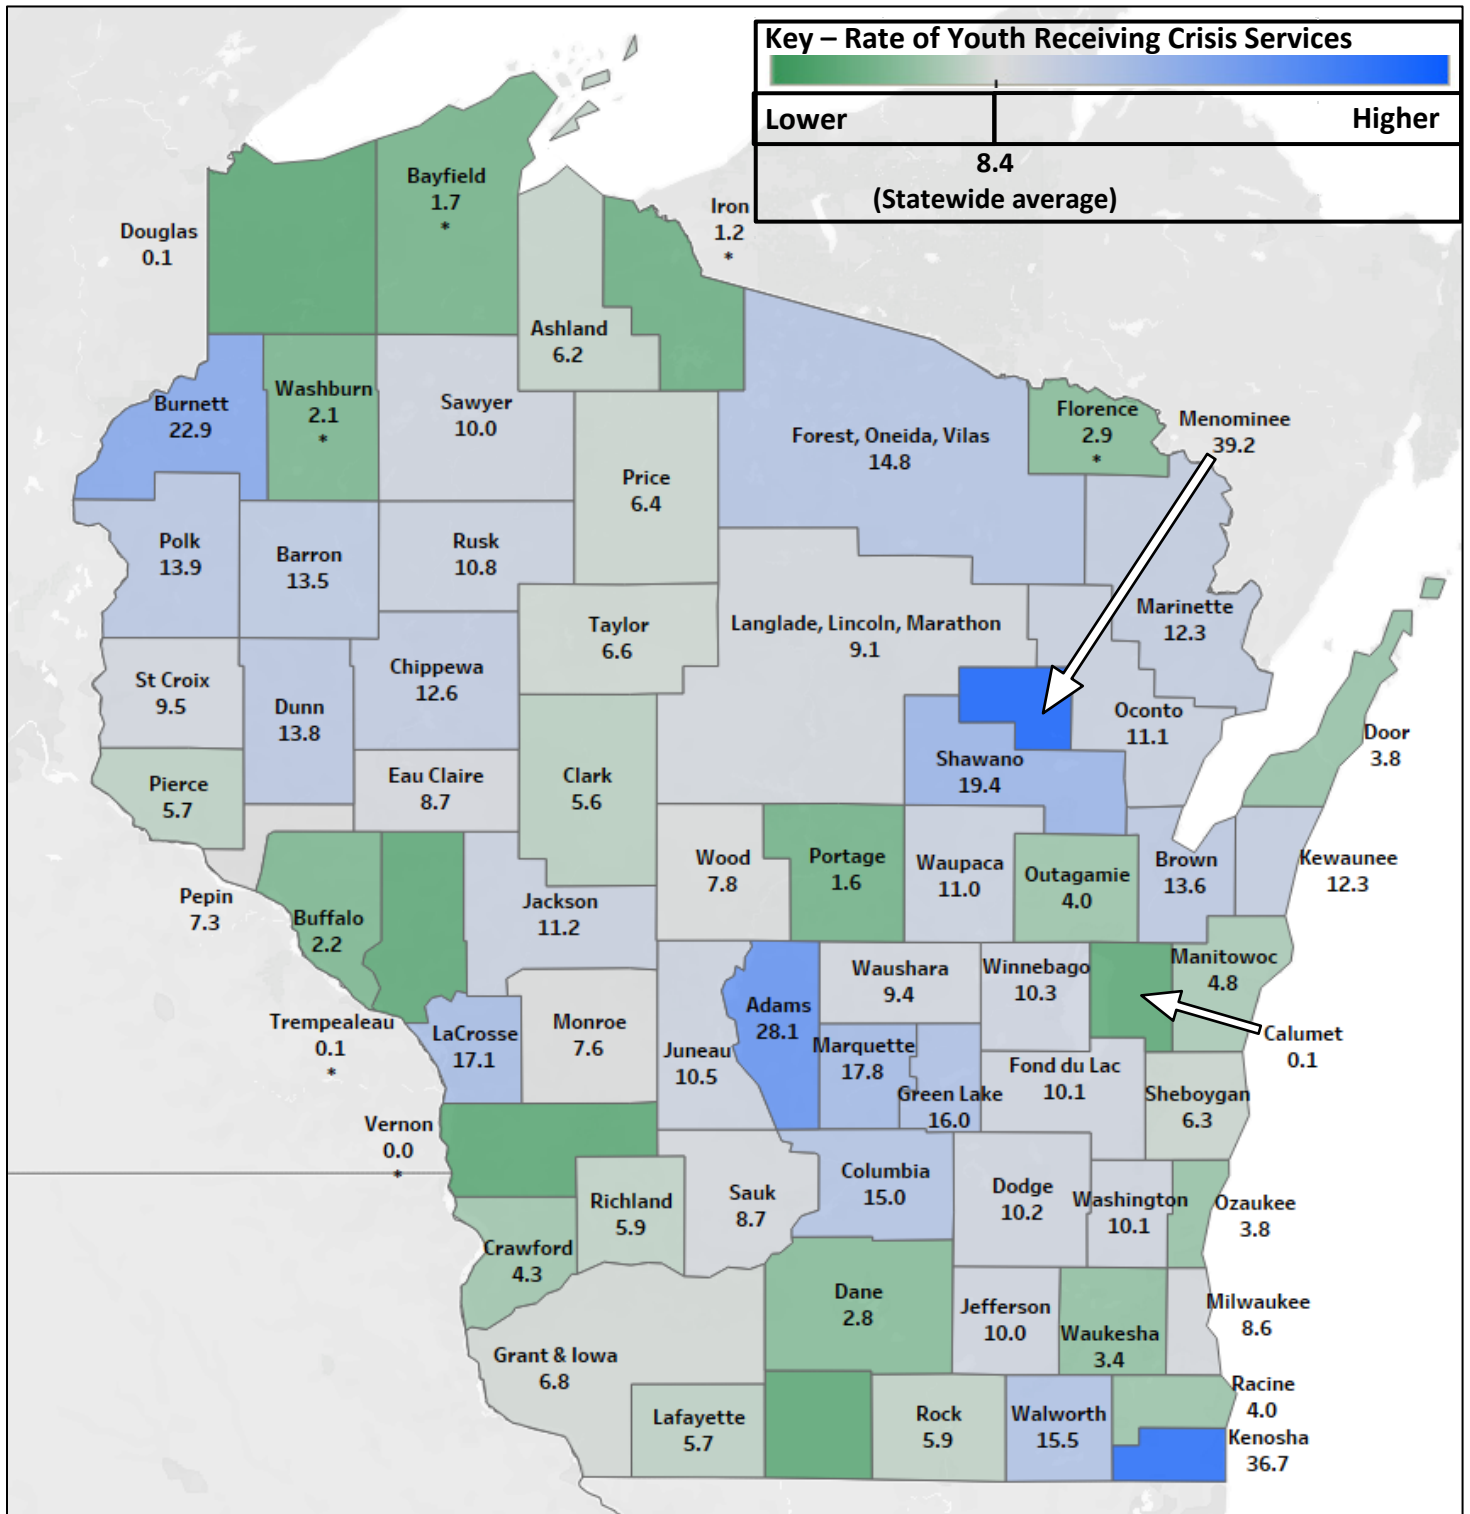 Key – Rate of Youth Receiving Crisis Services
Lower
Higher
8.4
(Statewide average)
Douglas
0.1
Bayfield
1.7
*
Iron
1.2
*
Ashland
6.2
Burnett
22.9
Washburn
2.1
*
Sawyer
10.0
Price
6.4
Forest, Oneida, Vilas
14.8
Florence
2.9
*
Menominee
39.2
Polk
13.9
Barron
13.5
Rusk
10.8
Taylor
6.6
Langlade, Lincoln, Marathon
9.1
Marinette
12.3
St Croix
9.5
Dunn
13.8
Chippewa
12.6
Oconto
11.1
Door
3.8
Pierce
5.7
Eau Claire
8.7
Clark
5.6
Shawano
19.4
Pepin
7.3
Buffalo
2.2
Jackson
11.2
Wood
7.8
Portage
1.6
Waupaca
11.0
Outagamie
4.0
Brown
13.6
Kewaunee
12.3
Trempealeau
0.1
*
LaCrosse
17.1
Monroe
7.6
Juneau
10.5
Adams
28.1
Waushara
9.4
Winnebago
10.3
Manitowoc
4.8
Calumet
0.1
Marquette
17.8
Green Lake
16.0
Fond du Lac
10.1
Sheboygan
6.3
Vernon
0.0
*
Richland
5.9
Sauk
8.7
Columbia
15.0
Dodge
10.2
Washington
10.1
Ozaukee
3.8
Crawford
4.3
Dane
2.8
Jefferson
10.0
Waukesha
3.4
Milwaukee
8.6
Grant & Iowa
6.8
Lafayette
5.7
Rock
5.9
Walworth
15.5
Racine
4.0
Kenosha
36.7